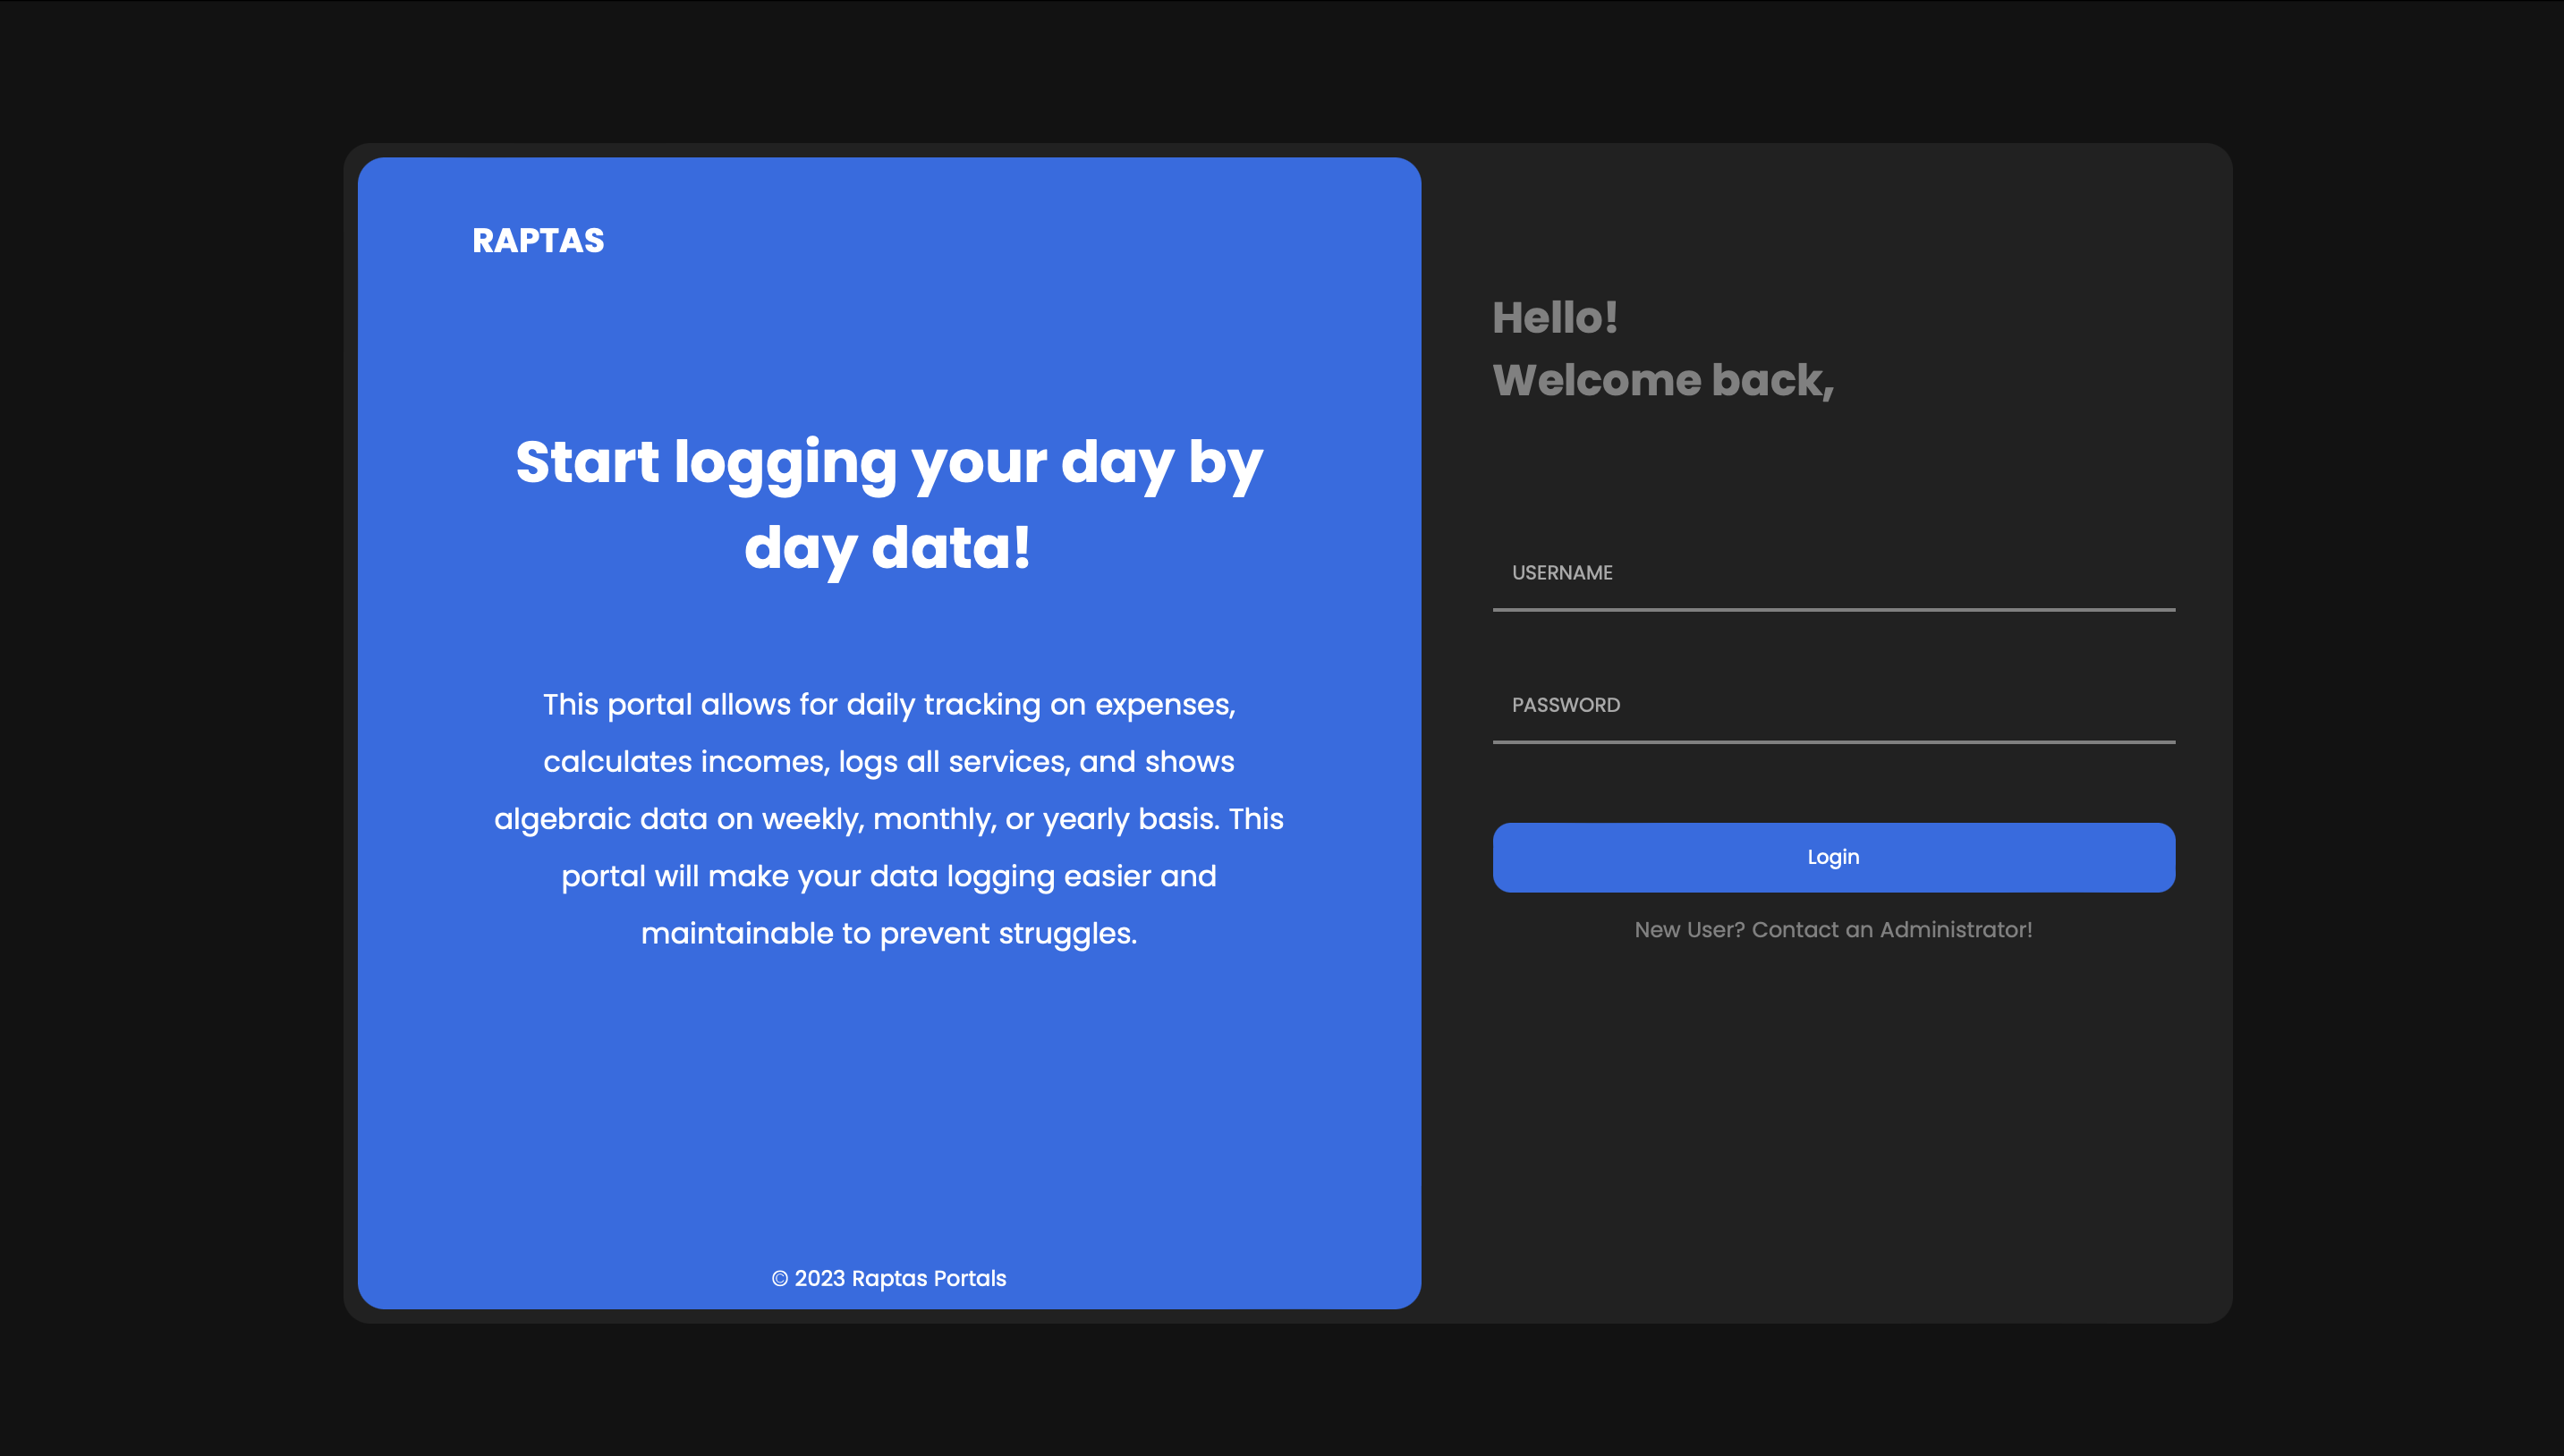 RAPTAS
Start logging your day by
day data!
This portal allows for daily tracking on expenses,
calculates incomes, logs all services, and shows
algebraic data on weekly, monthly, or yearly basis. This
portal will make your data logging easier and
maintainable to prevent struggles.
© 2023 Raptas Portals
Hello!
Welcome back,
USERNAME
PASSWORD
Login
New User? Contact an Administrator!